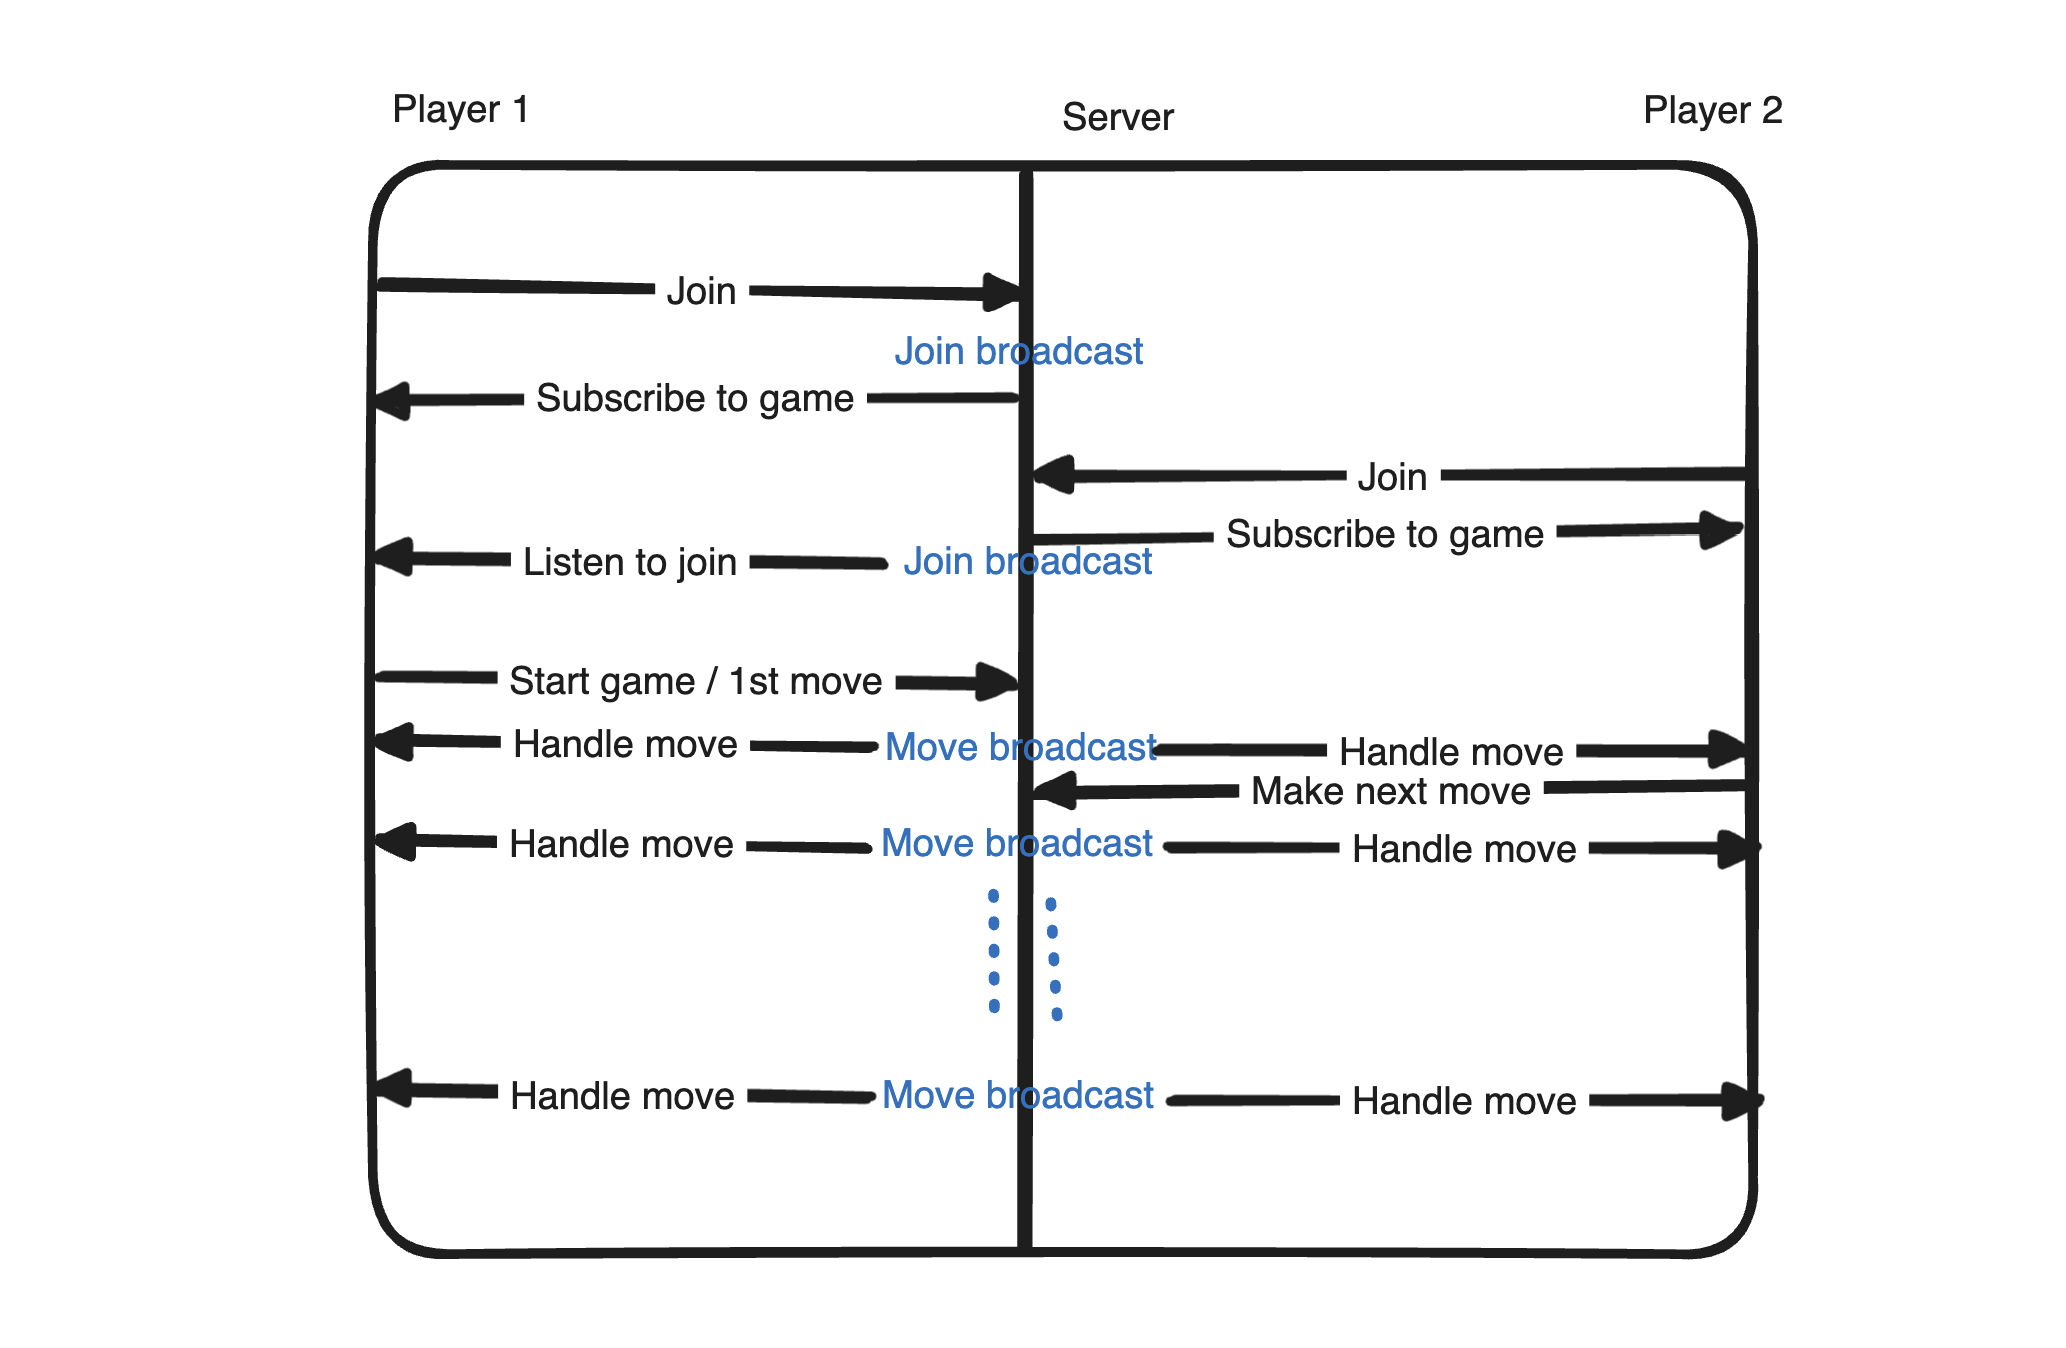 Player 1
Server
Player 2
Join
Join broadcast
Subscribe to game
Join
Subscribe to game
Listen to join
Join broadcast
Start game / 1st move
Handle move
Move broadcast
Handle move
Make next move
Handle move
Move broadcast
Handle move
Handle move
Move broadcast
Handle move